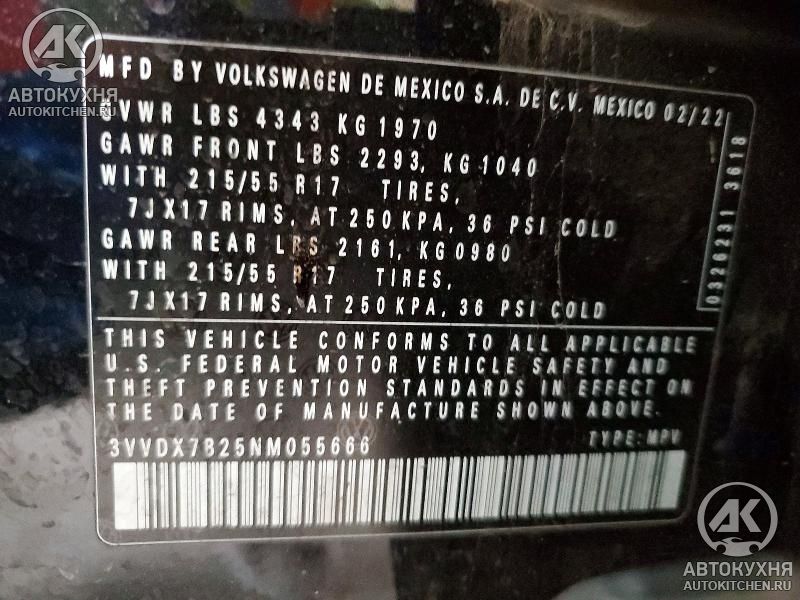 AK
АВТОКУХНЯ
AUTOKITCHEN.RU
MFD BY VOLKSWAGEN DE MEXICO S.A. DE C.V. MEXICO 02/22
GVWR LBS 4343 KG 1970
GAWR FRONT LBS 2293, KG 1040
WITH 215/55 R17 TIRES,
7JX17 RIMS, AT 250 KPA, 36 PSI COLD
GAWR REAR LBS 2161, KG 0980
WITH 215/55 R17 TIRES,
7JX17 RIMS, AT 250 KPA, 36 PSI COLD
0326231 3618
THIS VEHICLE CONFORMS TO ALL APPLICABLE
U.S. FEDERAL MOTOR VEHICLE SAFETY AND
THEFT PREVENTION STANDARDS IN EFFECT ON
THE DATE OF MANUFACTURE SHOWN ABOVE.
3VVDX7B25NM055666 TYPE: MPV
AK
АВТОКУХНЯ
AUTOKITCHEN.RU